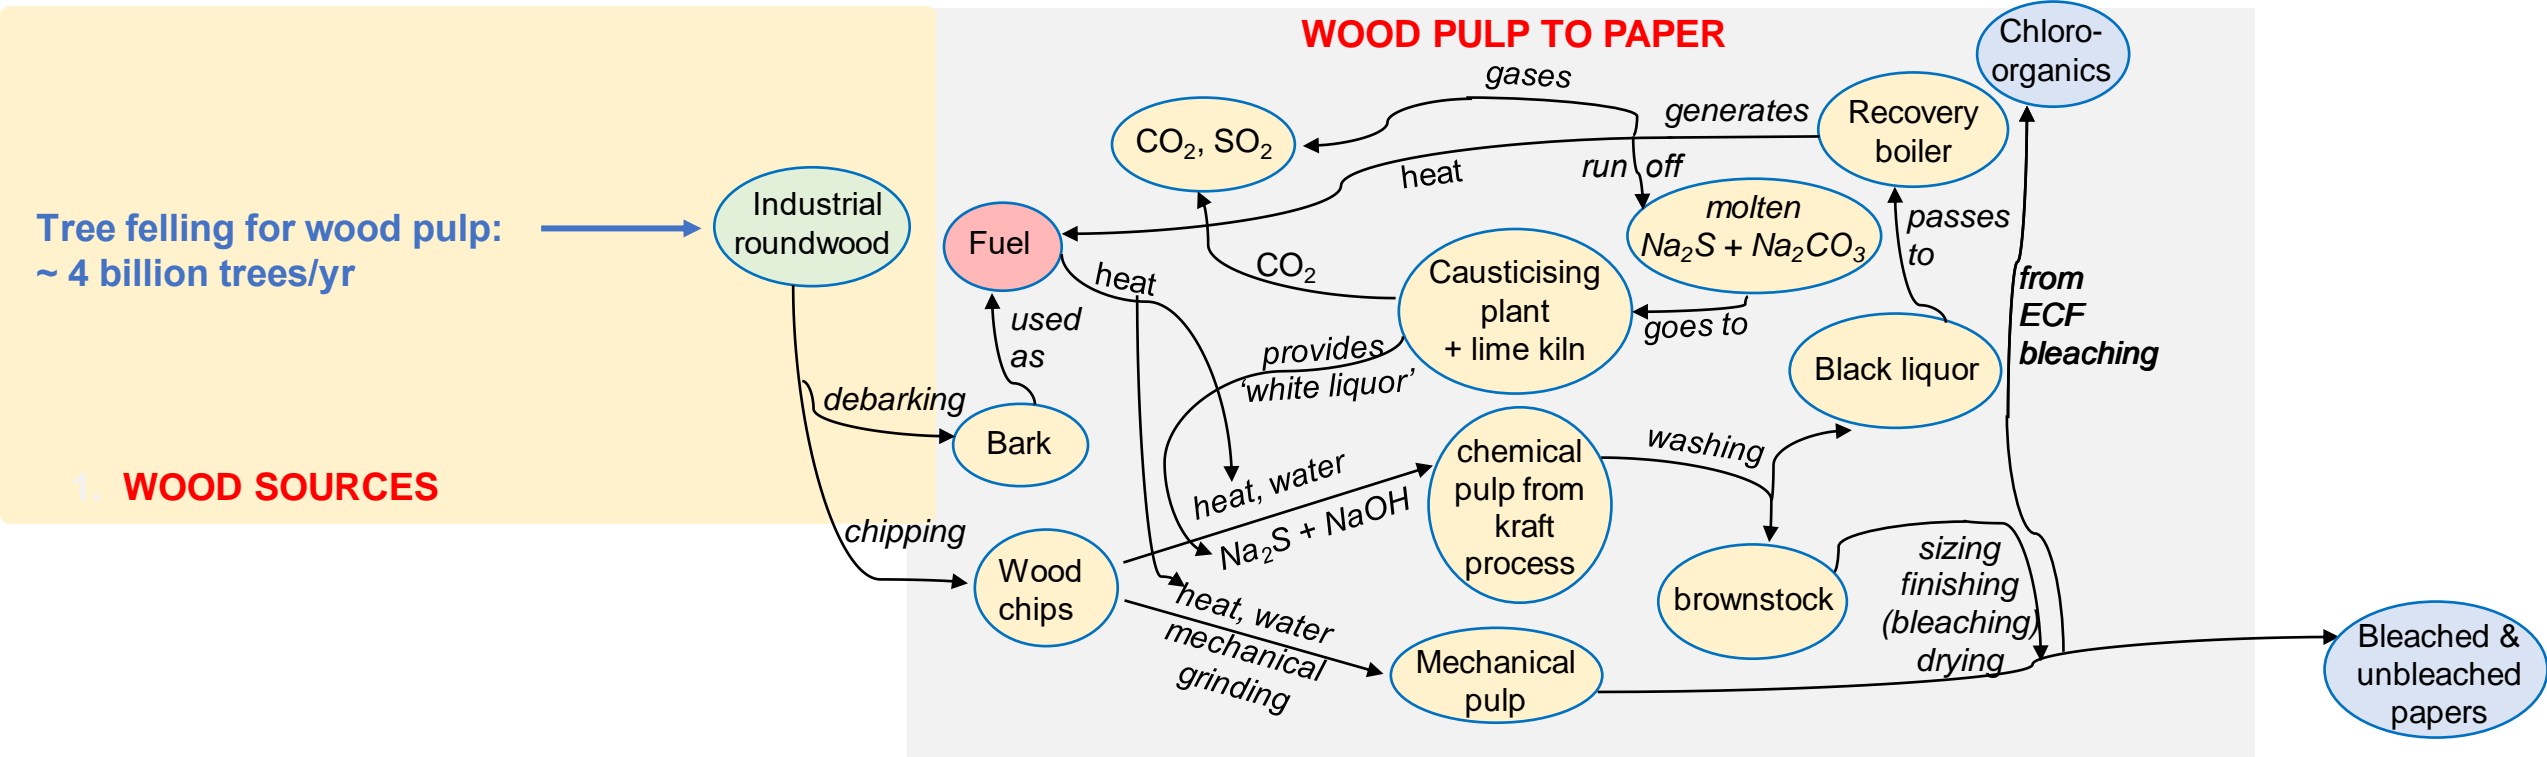 WOOD PULP TO PAPER
Chloro-
organics
gases
generates
Recovery
boiler
CO₂, SO₂
heat
run off
passes
to
molten
Na₂S + Na₂CO₃
Industrial
roundwood
Tree felling for wood pulp:
~ 4 billion trees/yr
Fuel
heat
CO₂
Causticising
plant
+ lime kiln
goes to
from
ECF
bleaching
used
as
provides
‘white liquor’
Black liquor
debarking
Bark
washing
chemical
pulp from
kraft
process
heat, water
Na₂S + NaOH
1. WOOD SOURCES
chipping
Wood
chips
heat, water
mechanical
grinding
Mechanical
pulp
brownstock
sizing
finishing
(bleaching)
drying
Bleached &
unbleached
papers